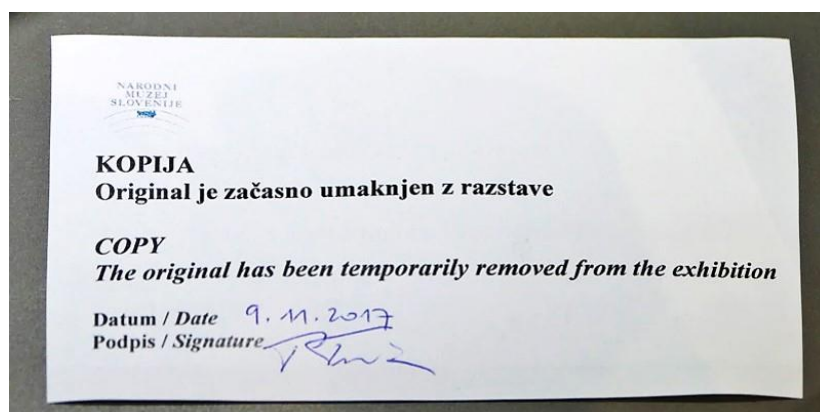 NARODNI
MUZEJ
SLOVENIJE
KOPIJA
Original je začasno umaknjen z razstave
COPY
The original has been temporarily removed from the exhibition
Datum / Date 9. 11. 2017
Podpis / Signature